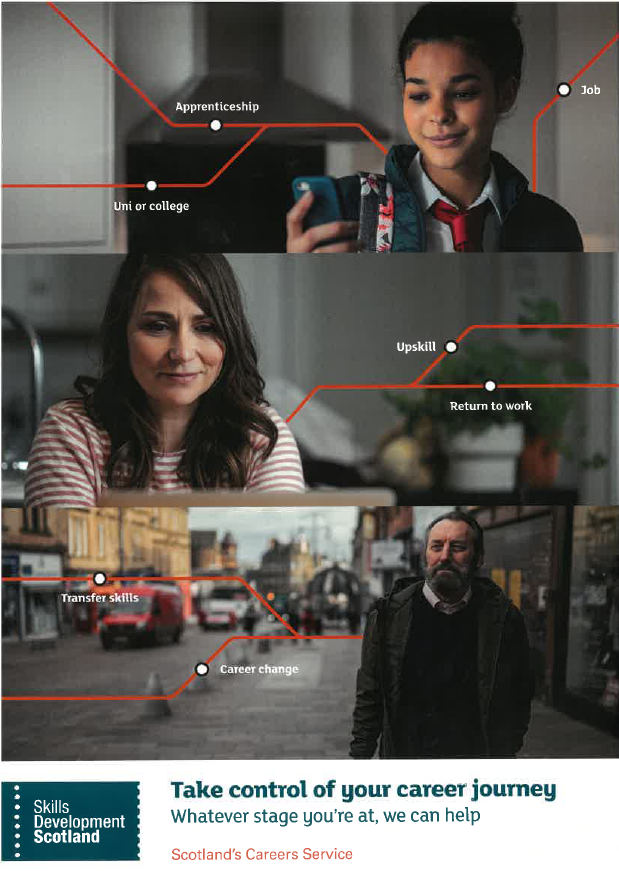 Apprenticeship
Job
Uni or college
Upskill
Return to work
Transfer skills
Career change
Skills
Development
Scotland
Take control of your career journey
Whatever stage you're at, we can help
Scotland's Careers Service